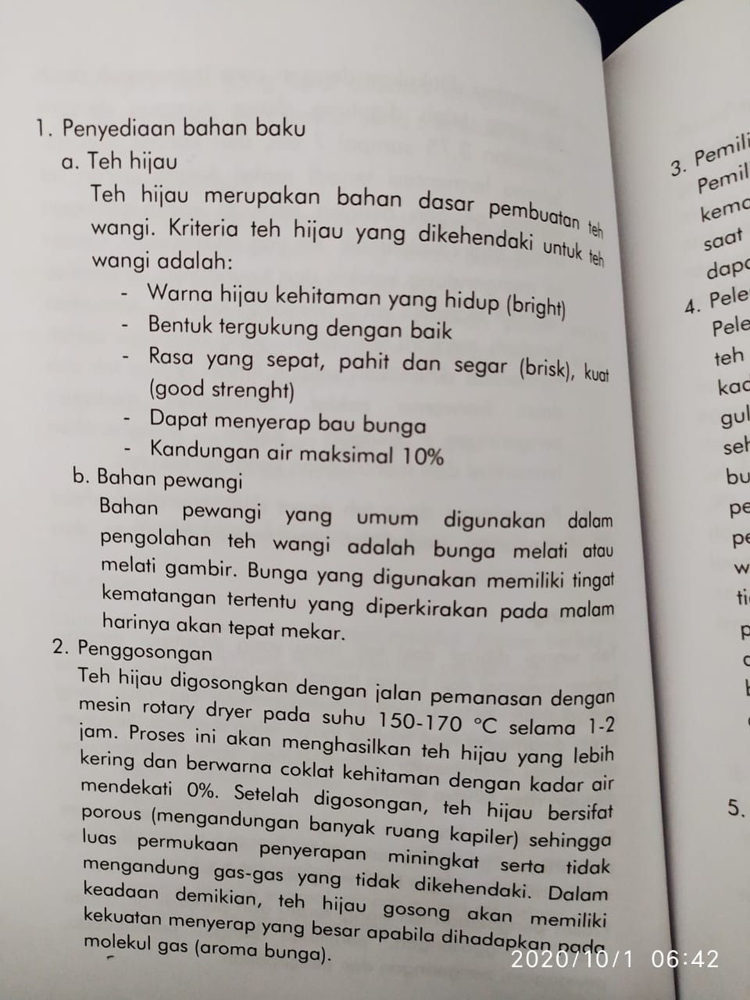 1. Penyediaan bahan baku
a. Teh hijau
Teh hijau merupakan bahan dasar pembuatan teh
wangi. Kriteria teh hijau yang dikehendaki untuk teh
wangi adalah:
- Warna hijau kehitaman yang hidup (bright)
- Bentuk tergukung dengan baik
- Rasa yang sepat, pahit dan segar (brisk), kuat
(good strenght)
- Dapat menyerap bau bunga
- Kandungan air maksimal 10%
b. Bahan pewangi
Bahan pewangi yang umum digunakan dalam
pengolahan teh wangi adalah bunga melati atau
melati gambir. Bunga yang digunakan memiliki tingat
kematangan tertentu yang diperkirakan pada malam
harinya akan tepat mekar.
2. Penggosongan
Teh hijau digosongkan dengan jalan pemanasan dengan
mesin rotary dryer pada suhu 150-170 °C selama 1-2
jam. Proses ini akan menghasilkan teh hijau yang lebih
kering dan berwarna coklat kehitaman dengan kadar air
mendekati 0%. Setelah digosongan, teh hijau bersifat
porous (mengandungan banyak ruang kapiler) sehingga
luas permukaan penyerapan miningkat serta tidak
mengandung gas-gas yang tidak dikehendaki. Dalam
keadaan demikian, teh hijau gosong akan memiliki
kekuatan menyerap yang besar apabila dihadapkan pada
molekul gas (aroma bunga).
2020/10/1 06:42
3. Pemili
Pemil
kema
saat
dapa
4. Pele
Pele
teh
kad
gul
seh
bu
pe
pe
w
ti
p
5.